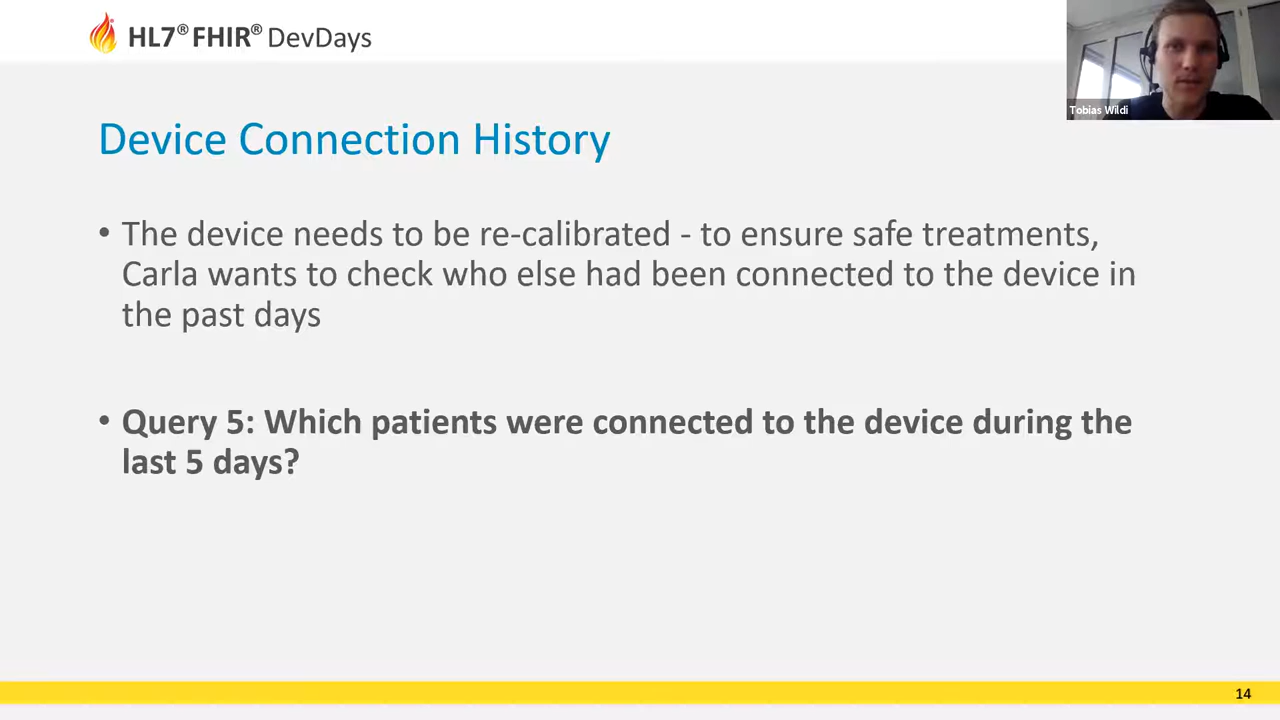 HL7® FHIR® DevDays
Tobias Wildi
Device Connection History
• The device needs to be re-calibrated - to ensure safe treatments,
Carla wants to check who else had been connected to the device in
the past days
• Query 5: Which patients were connected to the device during the
last 5 days?
14